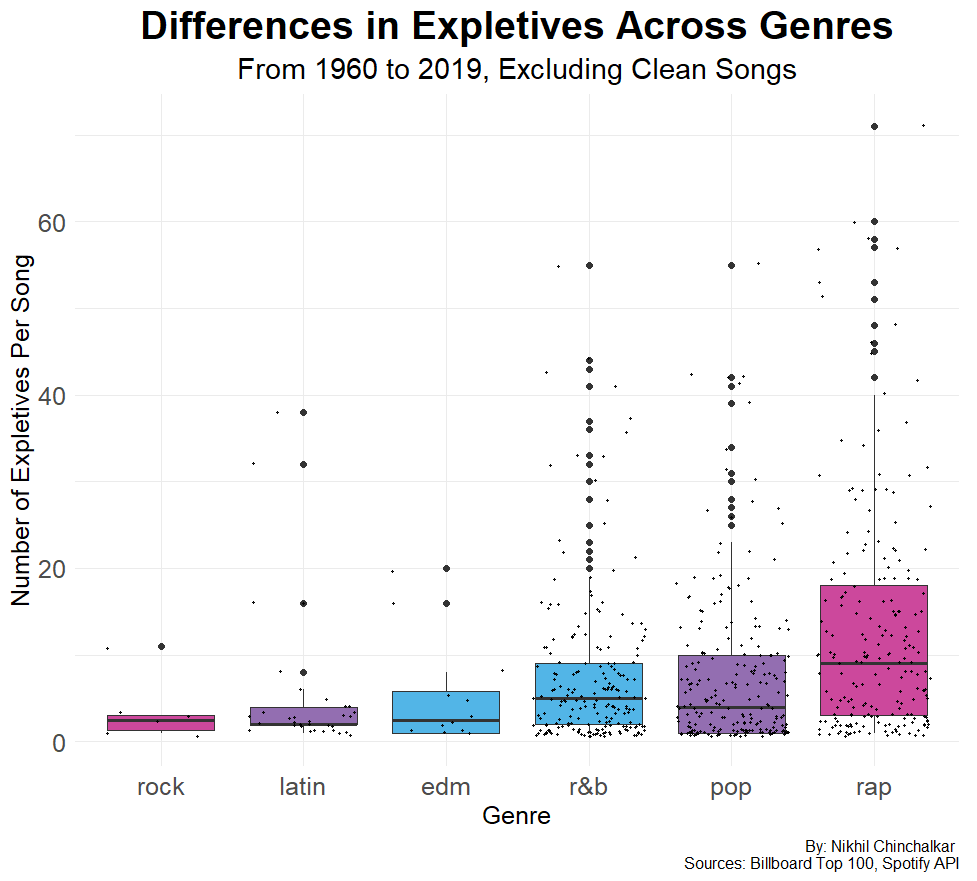 Differences in Expletives Across Genres
From 1960 to 2019, Excluding Clean Songs
Number of Expletives Per Song
60
40
20
0
rock latin edm r&b pop rap
Genre
By: Nikhil Chinchalkar
Sources: Billboard Top 100, Spotify API